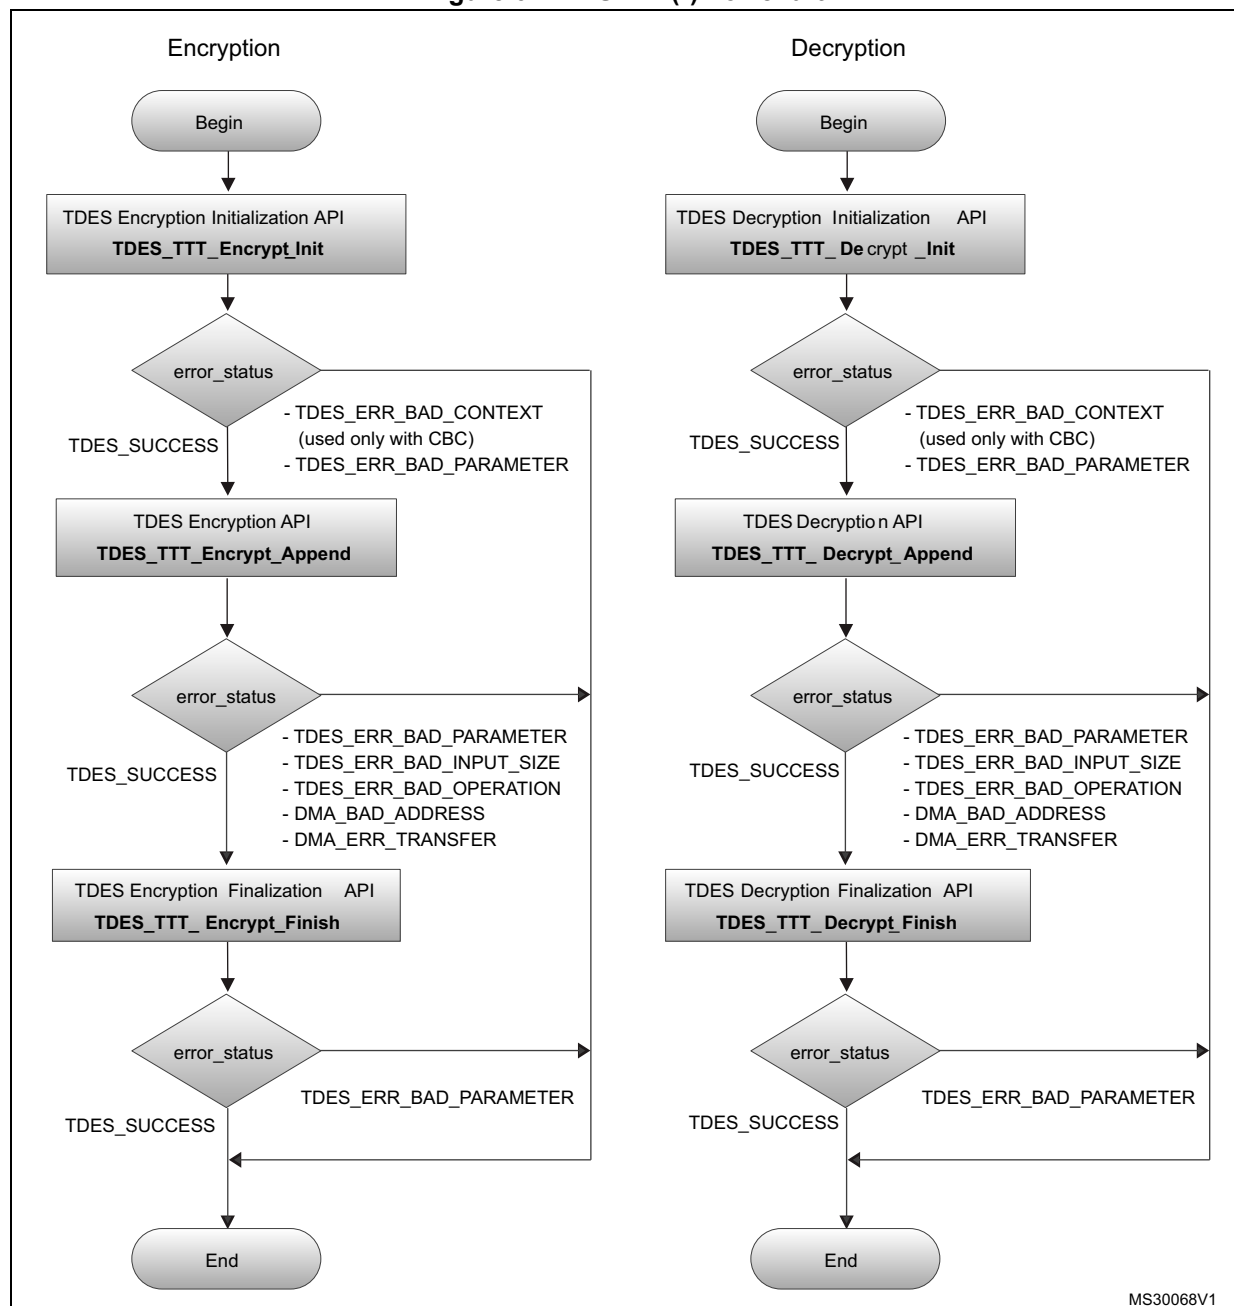 Encryption
Begin
TDES Encryption Initialization API
TDES_TTT_Encrypt_Init
error_status
- TDES_ERR_BAD_CONTEXT
(used only with CBC)
- TDES_ERR_BAD_PARAMETER
TDES_SUCCESS
TDES Encryption API
TDES_TTT_Encrypt_Append
error_status
- TDES_ERR_BAD_PARAMETER
- TDES_ERR_BAD_INPUT_SIZE
- TDES_ERR_BAD_OPERATION
- DMA_BAD_ADDRESS
- DMA_ERR_TRANSFER
TDES_SUCCESS
TDES Encryption Finalization API
TDES_TTT_ Encrypt_Finish
error_status
TDES_ERR_BAD_PARAMETER
TDES_SUCCESS
End
Decryption
Begin
TDES Decryption Initialization API
TDES_TTT_ De crypt _Init
error_status
- TDES_ERR_BAD_CONTEXT
(used only with CBC)
- TDES_ERR_BAD_PARAMETER
TDES_SUCCESS
TDES Decryption API
TDES_TTT_ Decrypt_Append
error_status
- TDES_ERR_BAD_PARAMETER
- TDES_ERR_BAD_INPUT_SIZE
- TDES_ERR_BAD_OPERATION
- DMA_BAD_ADDRESS
- DMA_ERR_TRANSFER
TDES_SUCCESS
TDES Decryption Finalization API
TDES_TTT_ Decrypt_Finish
error_status
TDES_ERR_BAD_PARAMETER
TDES_SUCCESS
End
MS30068V1